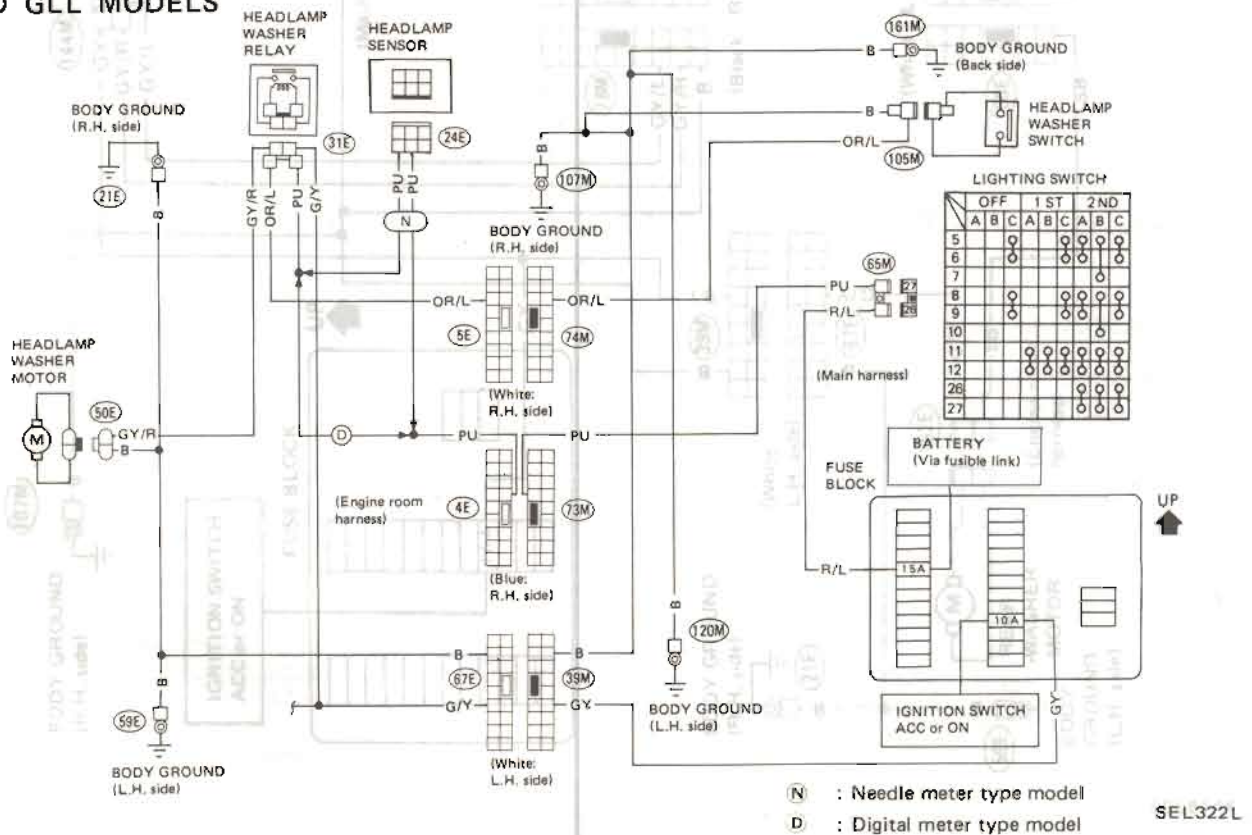 GLL MODELS
HEADLAMP
WASHER
RELAY
HEADLAMP
SENSOR
161M
B
BODY GROUND
(Back side)
BODY GROUND
(R.H. side)
31E
24E
21E
B
HEADLAMP
WASHER
SWITCH
OR/L
105M
B
107M
GY/R
OR/L
PU
G/Y
PU
PU
N
B
BODY GROUND
(R.H. side)
LIGHTING SWITCH
OFF 1 ST 2 ND
A B C A B C A B C
5
6
7
8
9
10
11
12
26
27
65M
PU
27
R/L
26
OR/L
OR/L
5E
74M
(White:
R.H. side)
(Main harness)
HEADLAMP
WASHER
MOTOR
M
50E
GY/R
B
D
PU
PU
(Engine room
harness)
4E
73M
(Blue:
R.H. side)
BATTERY
(Via fusible link)
FUSE
BLOCK
UP
R/L
15A
10A
B
120M
BODY GROUND
(L.H. side)
B
B
67E
39M
G/Y
GY
(White:
L.H. side)
GY
IGNITION SWITCH
ACC or ON
B
59E
BODY GROUND
(L.H. side)
N : Needle meter type model
D : Digital meter type model
SEL322L